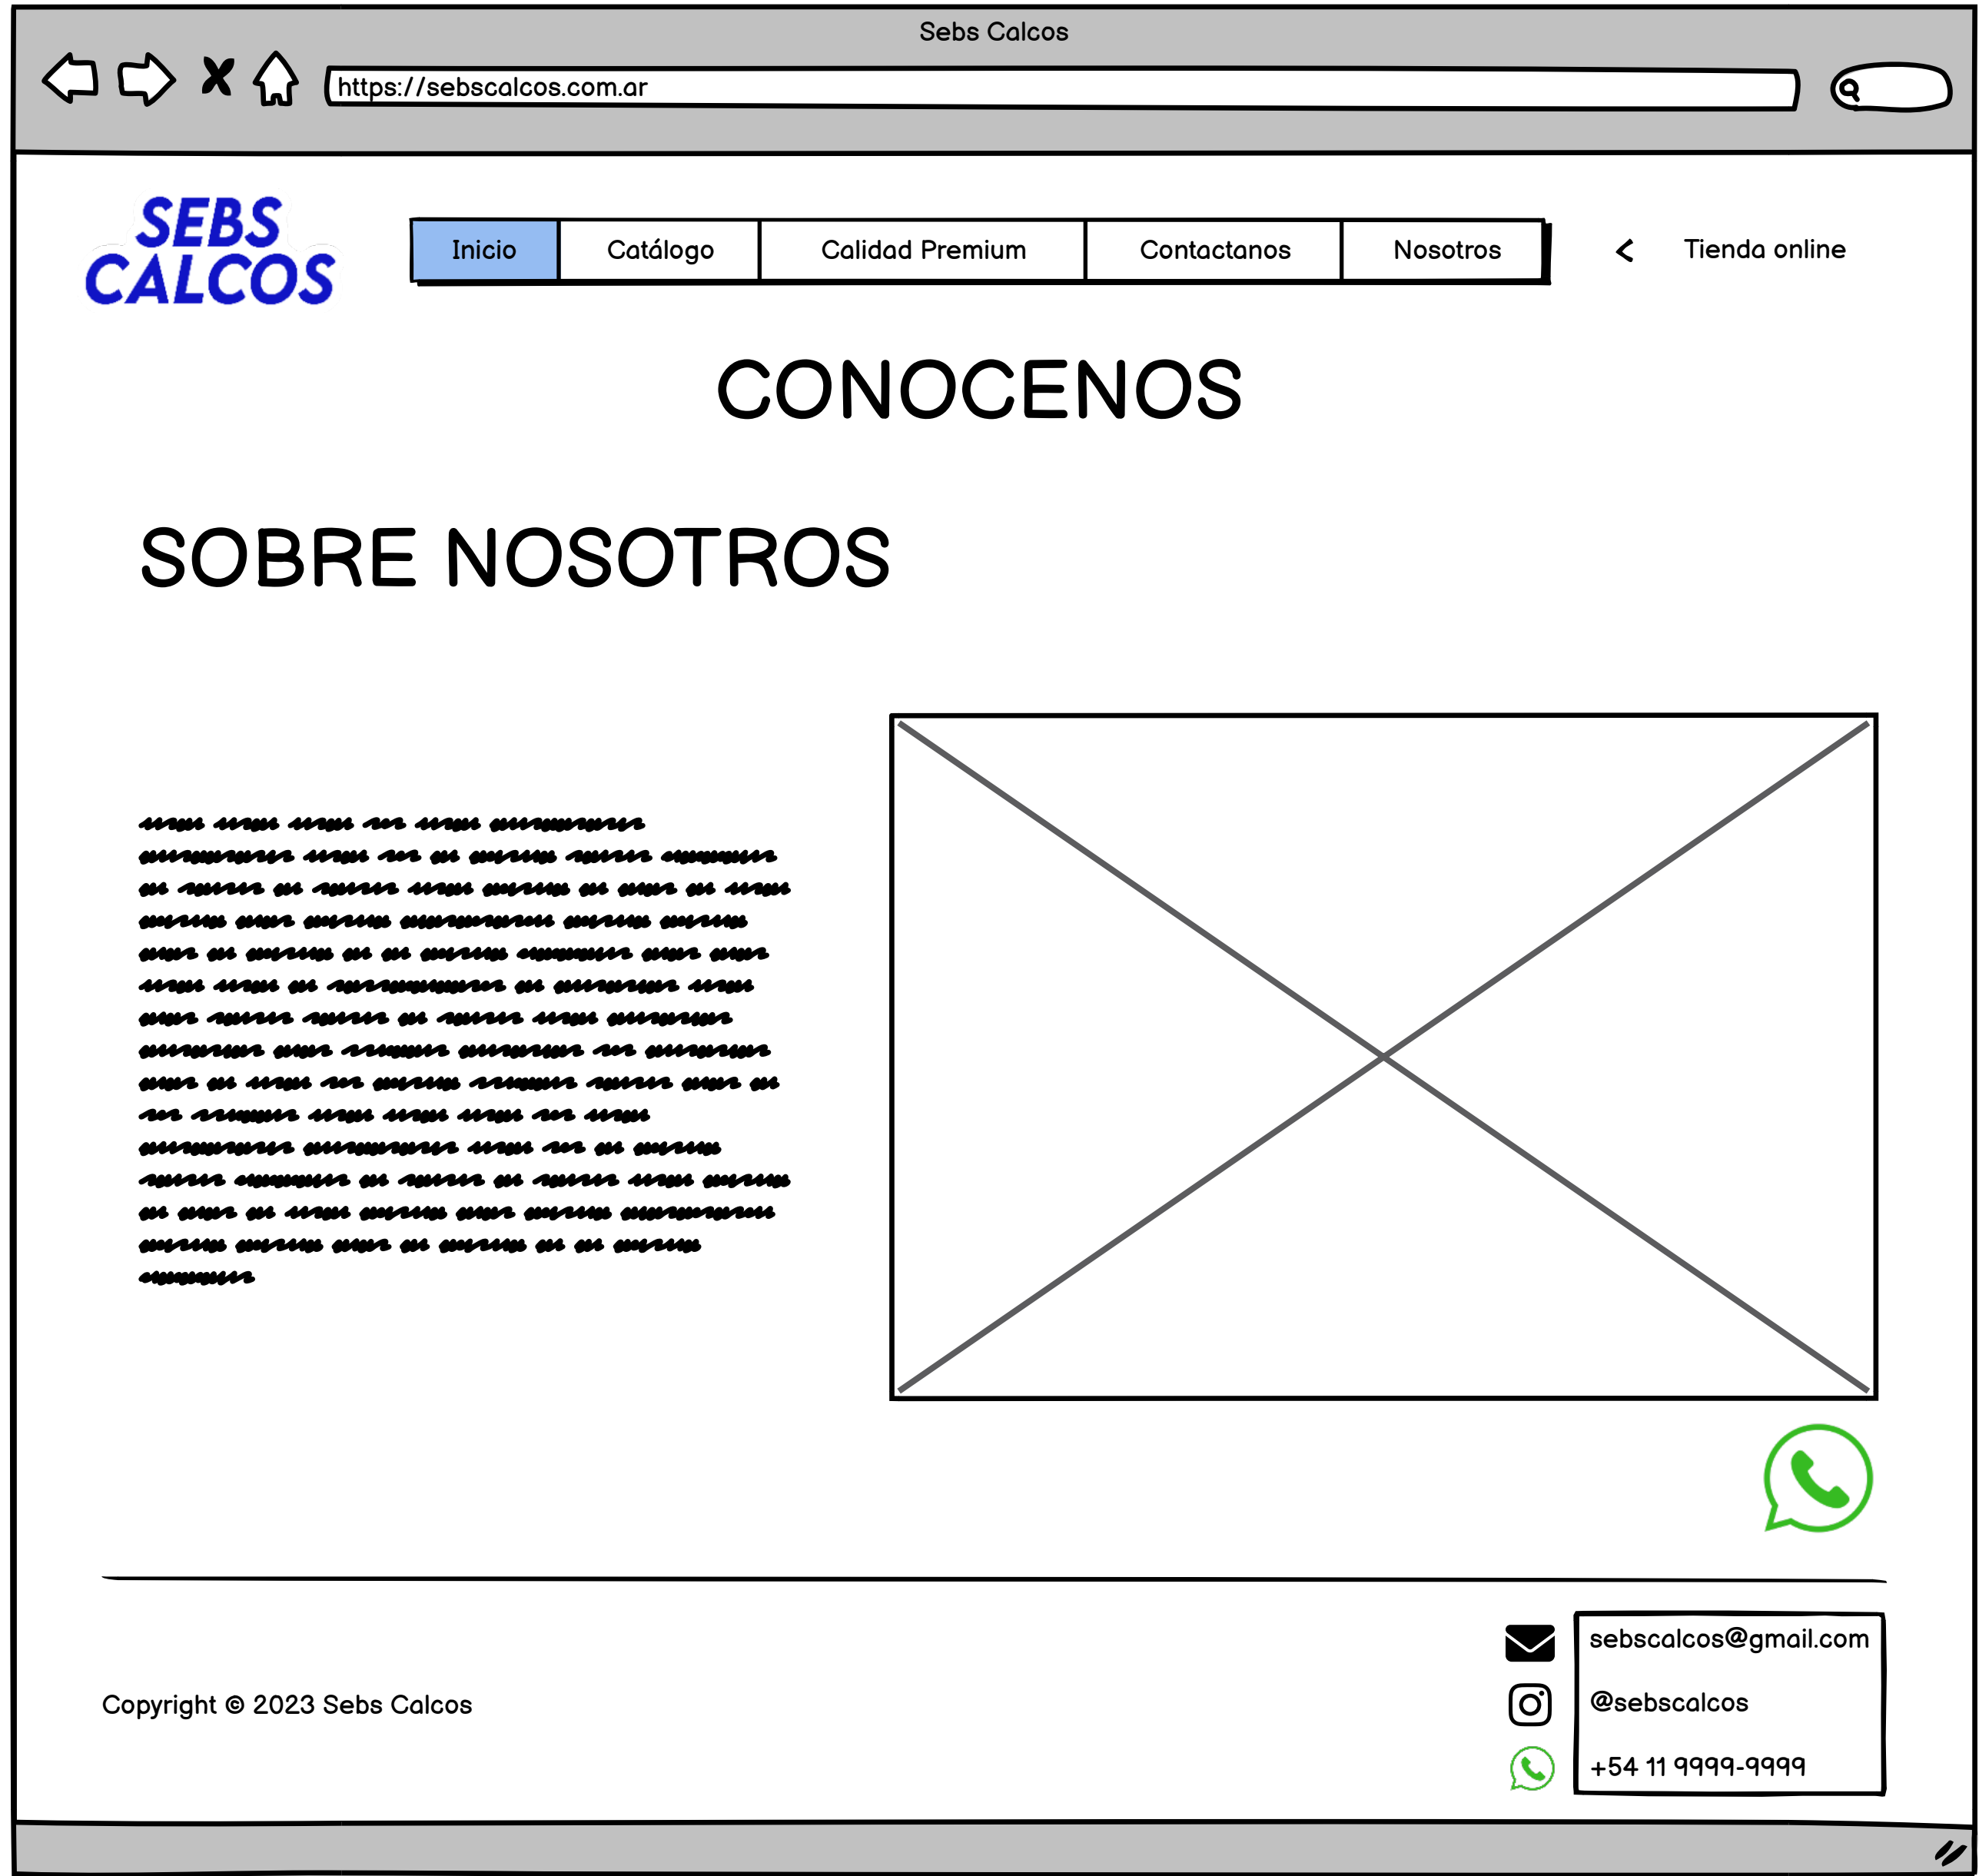 Sebs Calcos
https://sebscalcos.com.ar
SEBS
CALCOS
Inicio
Catálogo
Calidad Premium
Contactanos
Nosotros
Tienda online
CONOCENOS
SOBRE NOSOTROS
Copyright © 2023 Sebs Calcos
sebscalcos@gmail.com
@sebscalcos
+54 11 9999-9999